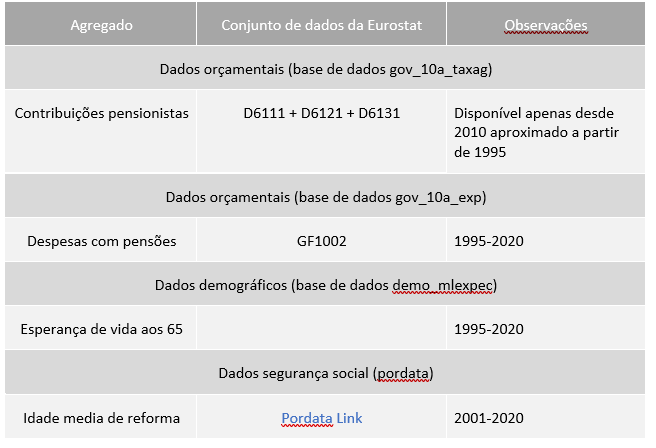 Agregado Conjunto de dados da Eurostat Observações
Dados orçamentais (base de dados gov_10a_taxag)
Contribuições pensionistas D6111 + D6121 + D6131 Disponível apenas desde
2010 aproximado a partir
de 1995
Dados orçamentais (base de dados gov_10a_exp)
Despesas com pensões GF1002 1995-2020
Dados demográficos (base de dados demo_mlexpec)
Esperança de vida aos 65 1995-2020
Dados segurança social (pordata)
Idade media de reforma Pordata Link 2001-2020